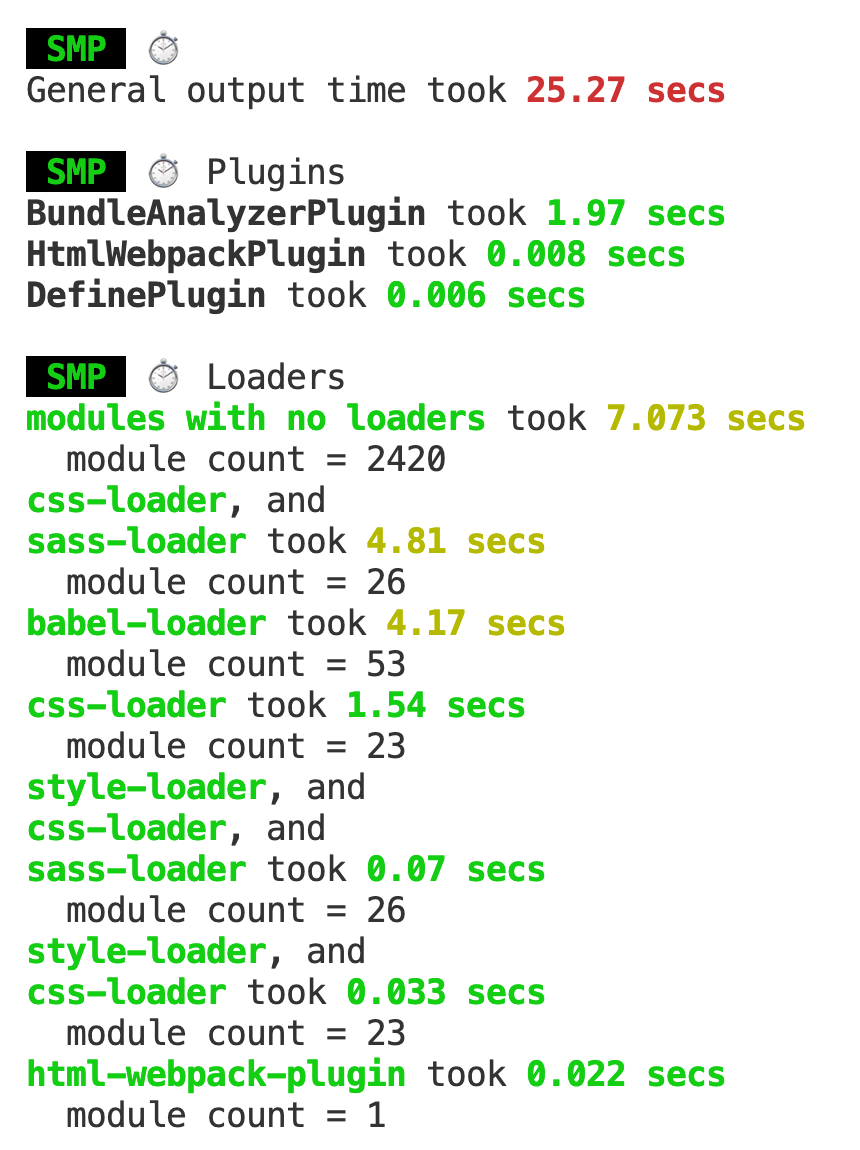 SMP ⏱
General output time took 25.27 secs
SMP ⏱ Plugins
BundleAnalyzerPlugin took 1.97 secs
HtmlWebpackPlugin took 0.008 secs
DefinePlugin took 0.006 secs
SMP ⏱ Loaders
modules with no loaders took 7.073 secs
module count = 2420
css-loader, and
sass-loader took 4.81 secs
module count = 26
babel-loader took 4.17 secs
module count = 53
css-loader took 1.54 secs
module count = 23
style-loader, and
css-loader, and
sass-loader took 0.07 secs
module count = 26
style-loader, and
css-loader took 0.033 secs
module count = 23
html-webpack-plugin took 0.022 secs
module count = 1